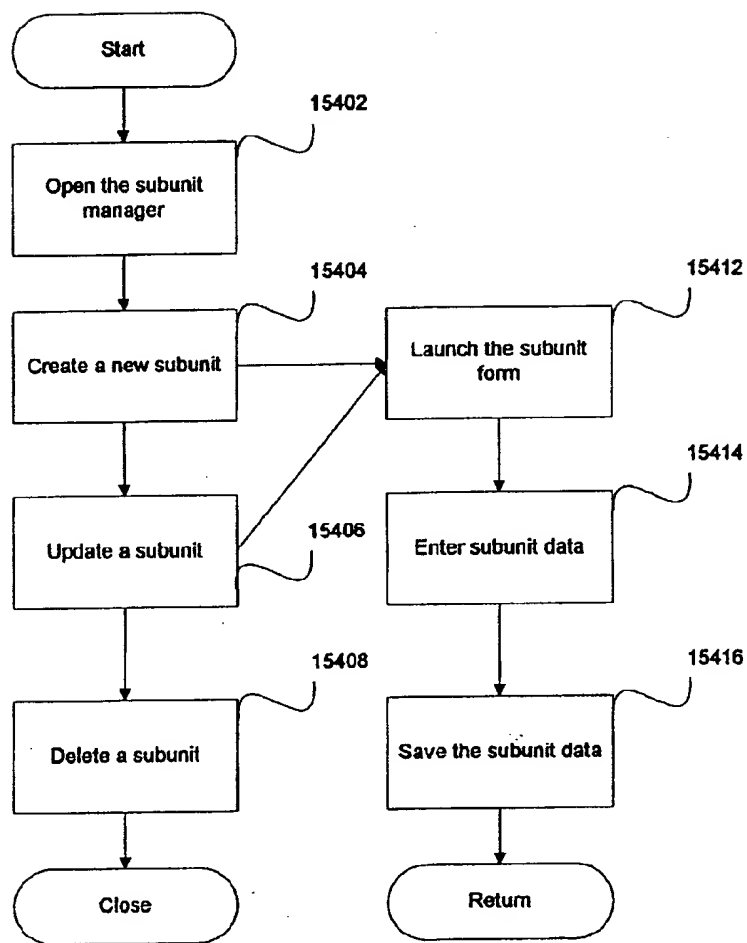 Start
15402
Open the subunit
manager
15404
Create a new subunit
15412
Launch the subunit
form
15406
Update a subunit
15414
Enter subunit data
15408
Delete a subunit
15416
Save the subunit data
Close
Return